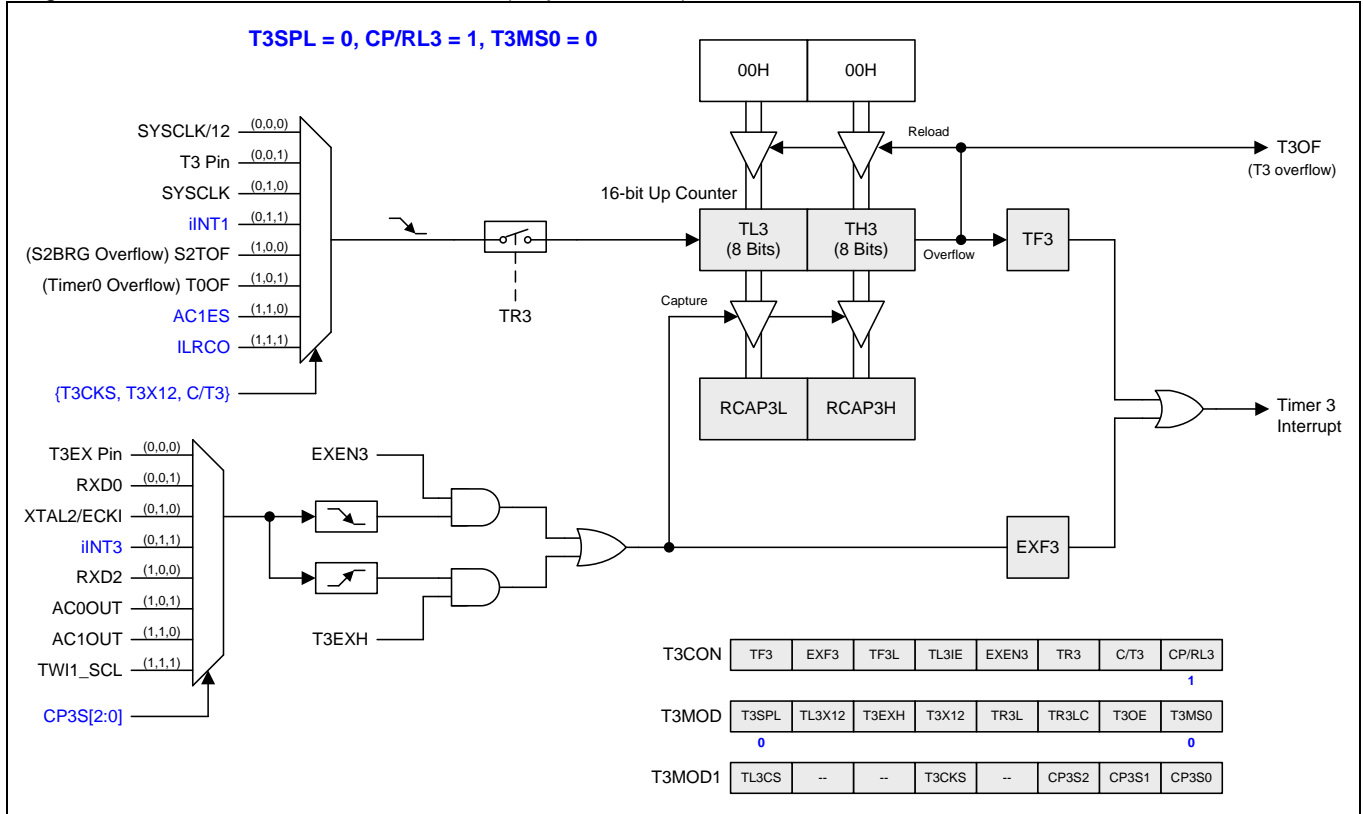 T3SPL = 0, CP/RL3 = 1, T3MS0 = 0
00H 00H
SYSCLK/12 (0,0,0)
T3 Pin (0,0,1)
SYSCLK (0,1,0)
iINT1 (0,1,1)
(S2BRG Overflow) S2TOF (1,0,0)
(Timer0 Overflow) T0OF (1,0,1)
AC1ES (1,1,0)
ILRCO (1,1,1)
{T3CKS, T3X12, C/T3}
TR3
Reload
T3OF
(T3 overflow)
16-bit Up Counter
TL3
(8 Bits)
TH3
(8 Bits)
Overflow
TF3
Capture
RCAP3L RCAP3H
Timer 3
Interrupt
T3EX Pin (0,0,0)
RXD0 (0,0,1)
XTAL2/ECKI (0,1,0)
iINT3 (0,1,1)
RXD2 (1,0,0)
AC0OUT (1,0,1)
AC1OUT (1,1,0)
TWI1_SCL (1,1,1)
CP3S[2:0]
EXEN3
T3EXH
EXF3
T3CON TF3 EXF3 TF3L TL3IE EXEN3 TR3 C/T3 CP/RL3
1
T3MOD T3SPL TL3X12 T3EXH T3X12 TR3L TR3LC T3OE T3MS0
0 0
T3MOD1 TL3CS -- -- T3CKS -- CP3S2 CP3S1 CP3S0